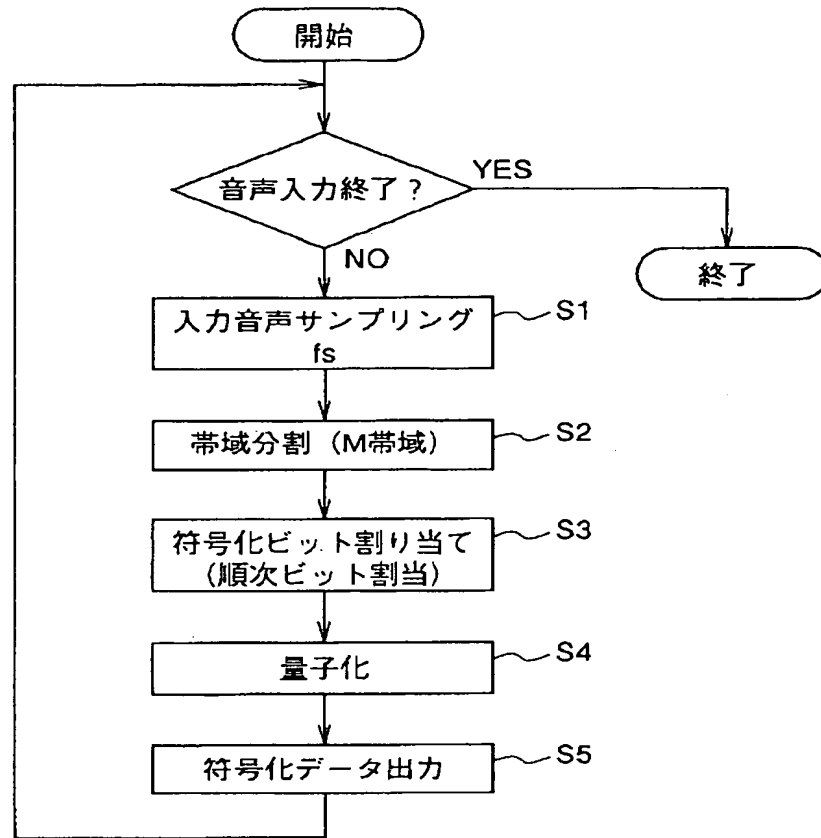 開始
音声入力終了？
YES
終了
NO
入力音声サンプリング
fs
S1
帯域分割（M帯域）
S2
符号化ビット割り当て
（順次ビット割当）
S3
量子化
S4
符号化データ出力
S5